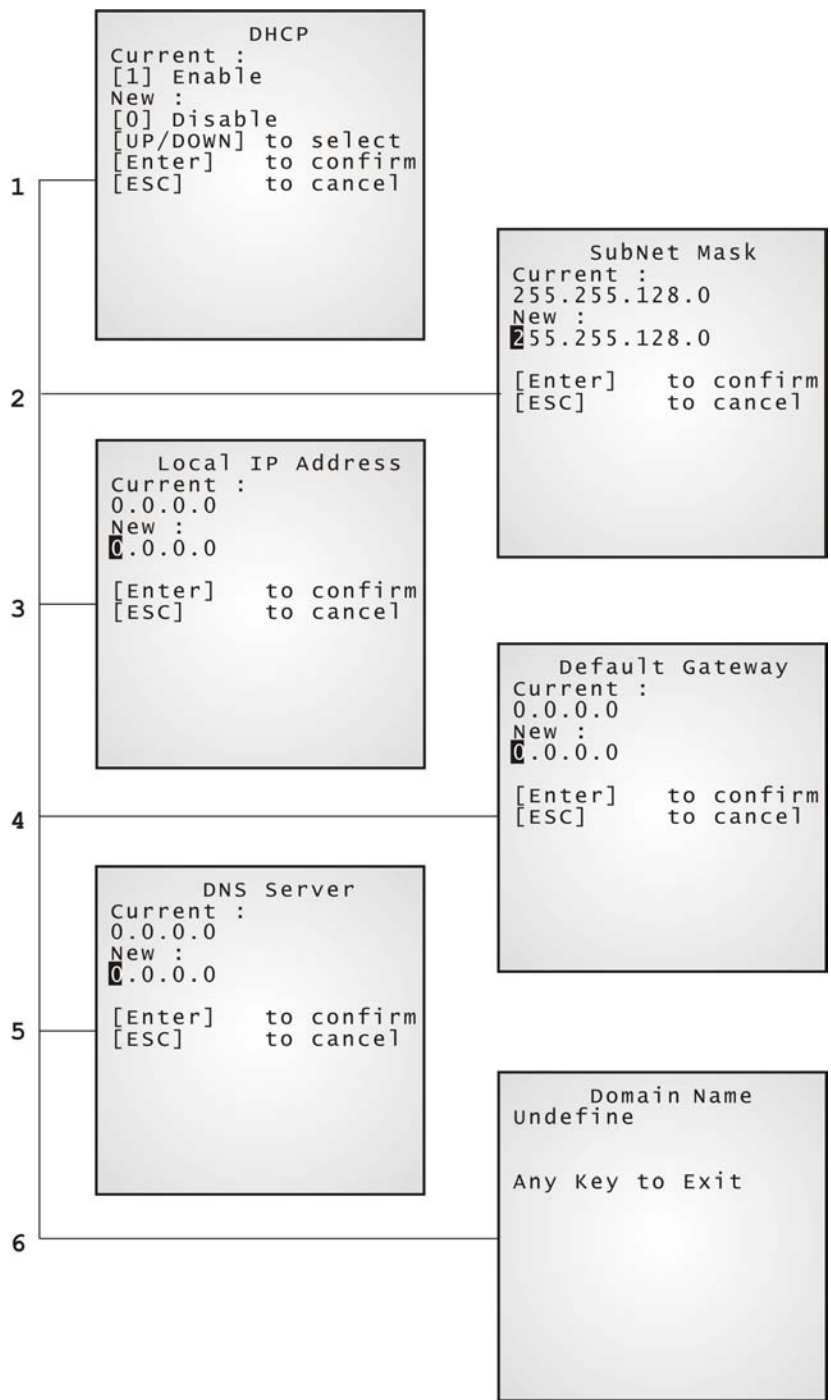 DHCP
Current :
[1] Enable
New :
[0] Disable
[UP/DOWN] to select
[Enter] to confirm
[ESC] to cancel
1
SubNet Mask
Current :
255.255.128.0
New :
255.255.128.0
[Enter] to confirm
[ESC] to cancel
2
Local IP Address
Current :
0.0.0.0
New :
0.0.0.0
[Enter] to confirm
[ESC] to cancel
3
Default Gateway
Current :
0.0.0.0
New :
0.0.0.0
[Enter] to confirm
[ESC] to cancel
4
DNS Server
Current :
0.0.0.0
New :
0.0.0.0
[Enter] to confirm
[ESC] to cancel
5
Domain Name
Undefine
Any Key to Exit
6